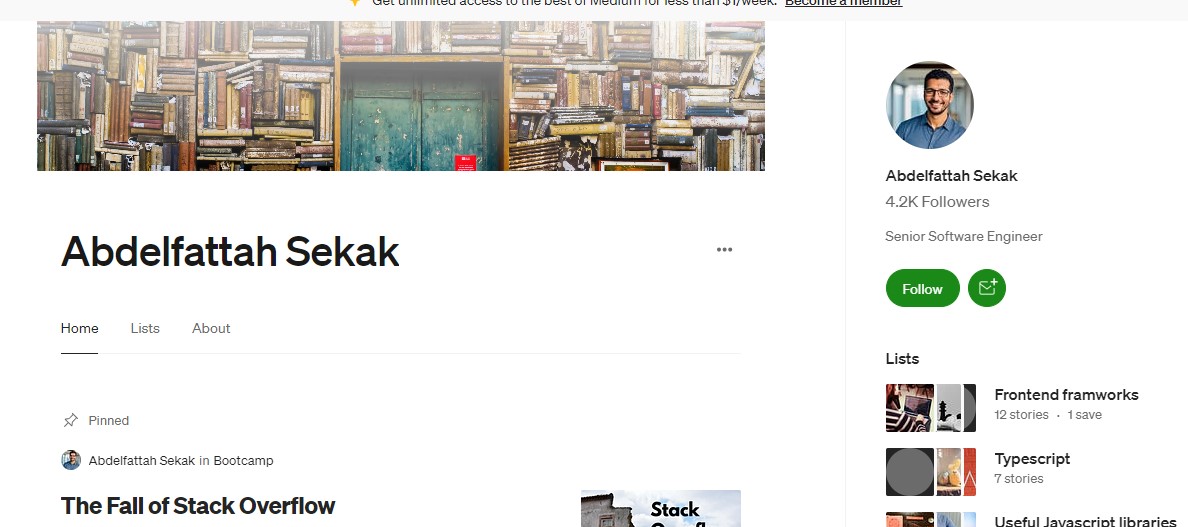 Get unlimited access to the best of Medium for less than $1/week. Become a member
Abdelfattah Sekak
Home Lists About
Pinned
Abdelfattah Sekak in Bootcamp
The Fall of Stack Overflow
Stack
Abdelfattah Sekak
4.2K Followers
Senior Software Engineer
Follow
Lists
Frontend framworks
12 stories · 1 save
Typescript
7 stories
Useful Javascript libraries